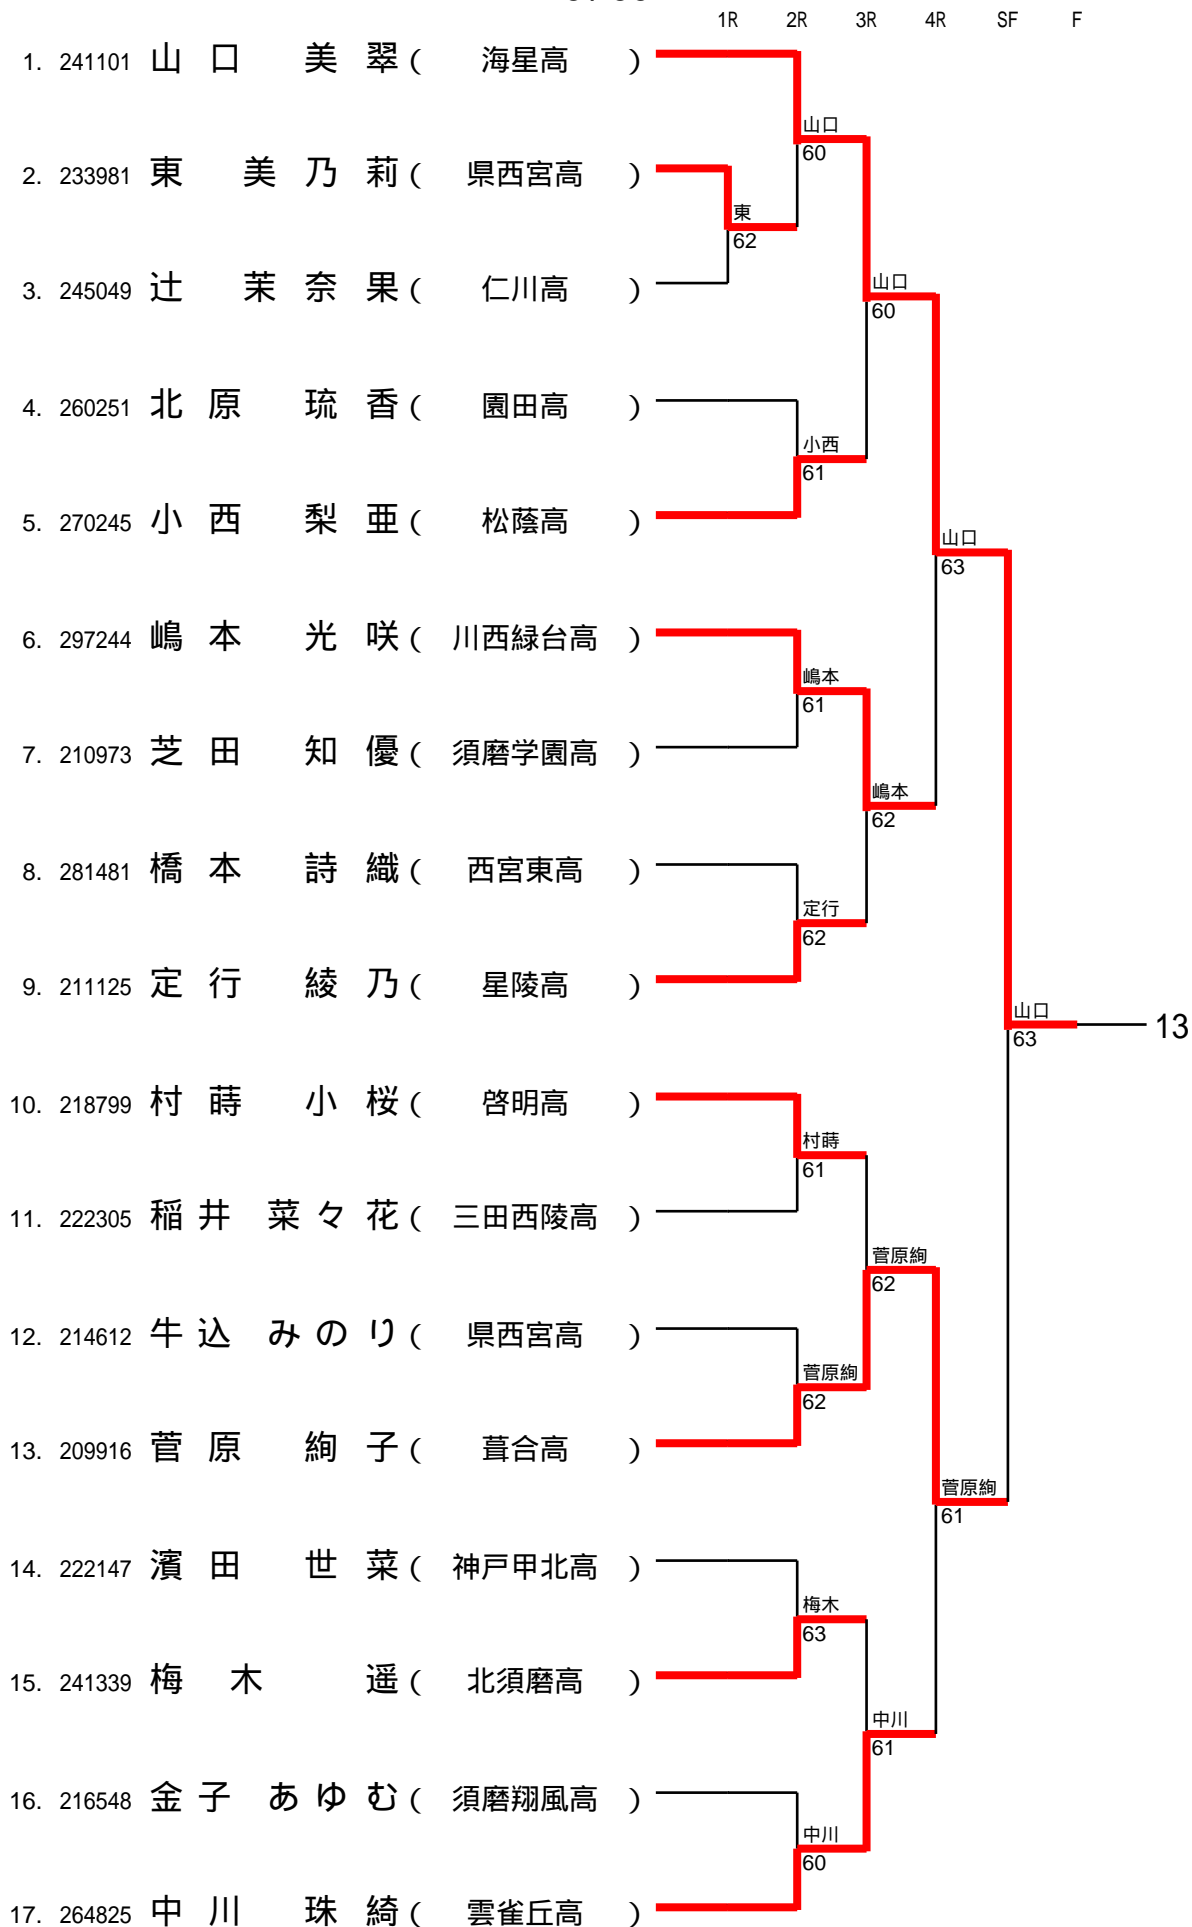 1R 2R 3R 4R SF F
1. 241101 山口 美翠 ( 海星高 )
山口
60
2. 233981 東 美乃莉 ( 県西宮高 )
東
62
3. 245049 辻 茉奈果 ( 仁川高 )
山口
60
4. 260251 北原 琉香 ( 園田高 )
小西
61
5. 270245 小西 梨亜 ( 松蔭高 )
山口
63
6. 297244 嶋本 光咲 ( 川西緑台高 )
嶋本
61
7. 210973 芝田 知優 ( 須磨学園高 )
嶋本
62
8. 281481 橋本 詩織 ( 西宮東高 )
定行
62
9. 211125 定行 綾乃 ( 星陵高 )
山口
63
13
10. 218799 村蒔 小桜 ( 啓明高 )
村蒔
61
11. 222305 稲井 菜々花 ( 三田西陵高 )
菅原絢
62
12. 214612 牛込 みのり ( 県西宮高 )
菅原絢
62
13. 209916 菅原 絢子 ( 葺合高 )
菅原絢
61
14. 222147 濱田 世菜 ( 神戸甲北高 )
梅木
63
15. 241339 梅木 遥 ( 北須磨高 )
中川
61
16. 216548 金子 あゆむ ( 須磨翔風高 )
中川
60
17. 264825 中川 珠綺 ( 雲雀丘高 )